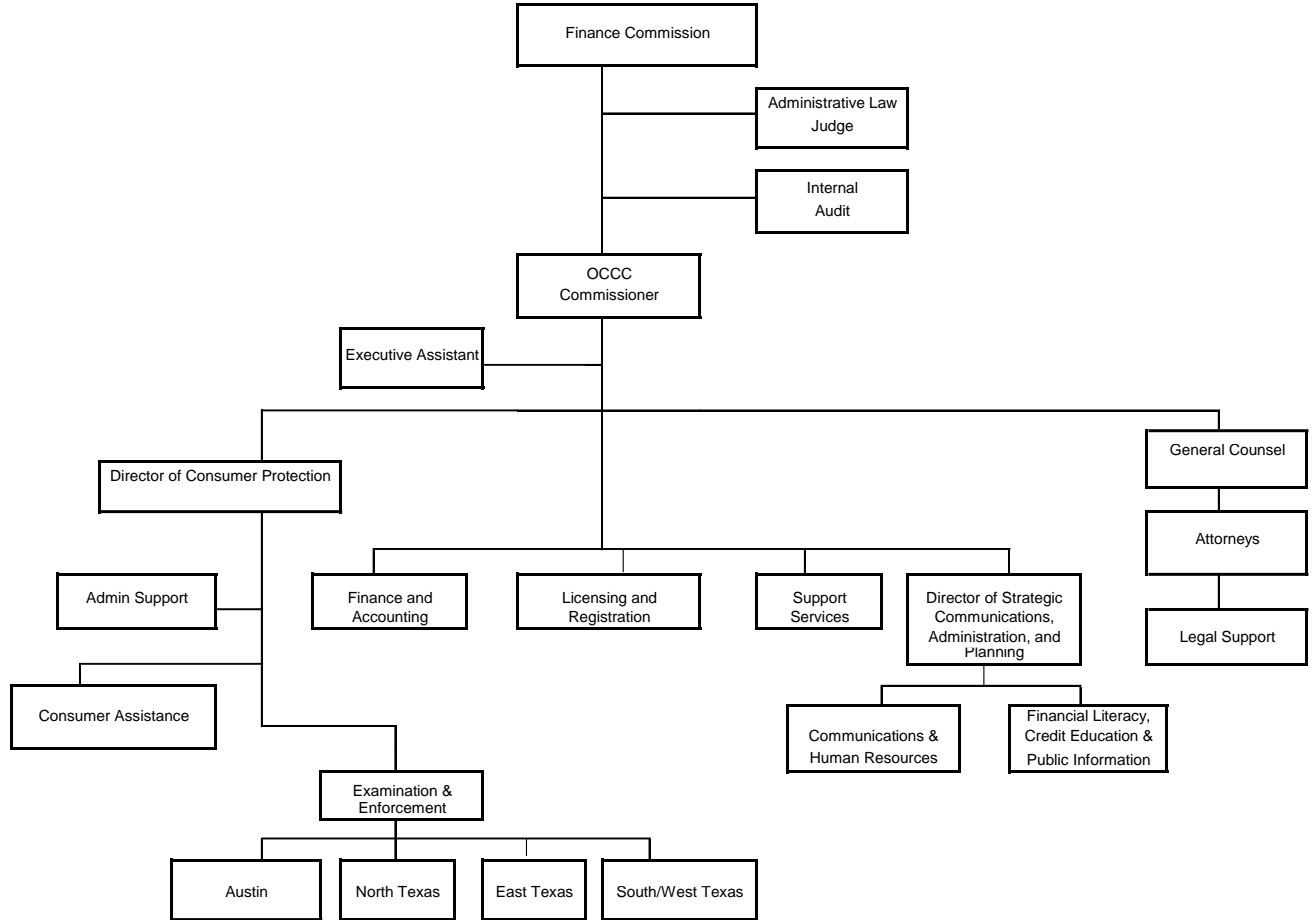 Finance Commission
Administrative Law
Judge
Internal
Audit
OCCC
Commissioner
Executive Assistant
Director of Consumer Protection
General Counsel
Attorneys
Legal Support
Admin Support
Finance and
Accounting
Licensing and
Registration
Support
Services
Director of Strategic
Communications,
Administration, and
Planning
Consumer Assistance
Communications &
Human Resources
Financial Literacy,
Credit Education &
Public Information
Examination &
Enforcement
Austin
North Texas
East Texas
South/West Texas